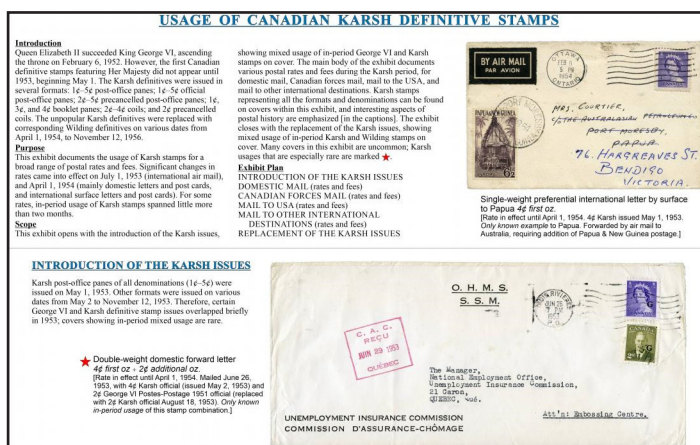 USAGE OF CANADIAN KARSH DEFINITIVE STAMPS
Introduction
Queen Elizabeth II succeeded King George VI, ascending
the throne on February 6, 1952. However, the first Canadian
definitive stamps featuring Her Majesty did not appear until
1953, beginning May 1. The Karsh definitives were issued in
several formats: 1¢–5¢ post-office panes; 1¢–5¢ official
post-office panes; 2¢–5¢ precancelled post-office panes; 1¢,
3¢, and 4¢ booklet panes; 2¢–4¢ coils; and 2¢ precancelled
coils. The unpopular Karsh definitives were replaced with
corresponding Wilding definitives on various dates from
April 1, 1954, to November 12, 1956.
Purpose
This exhibit documents the usage of Karsh stamps for a
broad range of postal rates and fees. Significant changes in
rates came into effect on July 1, 1953 (international air mail),
and April 1, 1954 (mainly domestic letters and post cards,
and international surface letters and post cards). For some
rates, in-period usage of Karsh stamps spanned little more
than two months.
Scope
This exhibit opens with the introduction of the Karsh issues,
showing mixed usage of in-period George VI and Karsh
stamps on cover. The main body of the exhibit documents
various postal rates and fees during the Karsh period, for
domestic mail, Canadian forces mail, mail to the USA, and
mail to other international destinations. Karsh stamps
representing all the formats and denominations can be found
on covers within this exhibit, and interesting aspects of
postal history are emphasized [in the captions]. The exhibit
closes with the replacement of the Karsh issues, showing
mixed usage of in-period Karsh and Wilding stamps on
cover. Many covers in this exhibit are uncommon; Karsh
usages that are especially rare are marked ★.
Exhibit Plan
INTRODUCTION OF THE KARSH ISSUES
DOMESTIC MAIL (rates and fees)
CANADIAN FORCES MAIL (rates and fees)
MAIL TO USA (rates and fees)
MAIL TO OTHER INTERNATIONAL
DESTINATIONS (rates and fees)
REPLACEMENT OF THE KARSH ISSUES
BY AIR MAIL
PAR AVION
OTTAWA
FEB 6
5 PM
1954
ONTARIO
MRS. COURTIER,
PORT MORESBY,
PAPUA
76. HARGREAVES ST
BENDIGO
VICTORIA.
Single-weight preferential international letter by surface
to Papua 4¢ first oz.
[Rate in effect until April 1, 1954. 4¢ Karsh issued May 1, 1953.
Only known example to Papua. Forwarded by air mail to
Australia, requiring addition of Papua & New Guinea postage.]
INTRODUCTION OF THE KARSH ISSUES
Karsh post-office panes of all denominations (1¢–5¢) were
issued on May 1, 1953. Other formats were issued on various
dates from May 2 to November 12, 1953. Therefore, certain
George VI and Karsh definitive stamp issues overlapped briefly
in 1953; covers showing in-period mixed usage are rare.
★ Double-weight domestic forward letter
4¢ first oz + 2¢ additional oz.
[Rate in effect until April 1, 1954. Mailed June 26,
1953, with 4¢ Karsh official (issued May 2, 1953) and
2¢ George VI Postes-Postage 1951 official (replaced
with 2¢ Karsh official August 18, 1953). Only known
in-period usage of this stamp combination.]
O. H. M. S.
S. S. M.
C. A. C.
REÇU
JUN 29 1953
QUÉBEC
The Manager,
National Employment Office,
Unemployment Insurance Commission,
21 Caron,
QUEBEC, Qué.
Att'n: Embossing Centre.
UNEMPLOYMENT INSURANCE COMMISSION
COMMISSION D'ASSURANCE-CHÔMAGE